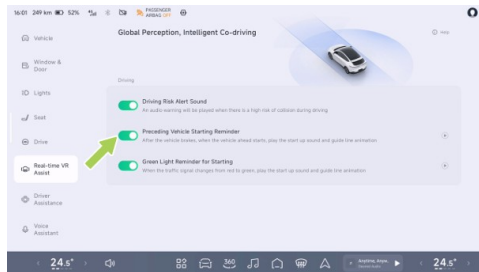 16:01 249 km 52%
PASSENGER
AIRBAG OFF
Global Perception, Intelligent Co-driving
Help
Vehicle
Window &
Door
Lights
Seat
Drive
Real-time VR
Assist
Driver
Assistance
Voice
Assistant
Driving
Driving Risk Alert Sound
An audio warning will be played when there is a high risk of collision during driving
Preceding Vehicle Starting Reminder
After the vehicle brakes, when the vehicle ahead starts, play the start up sound and guide line animation
Green Light Reminder for Starting
When the traffic signal changes from red to green, play the start up sound and guide line animation
24.5°
360
Anytime, Anyw,
24.5°